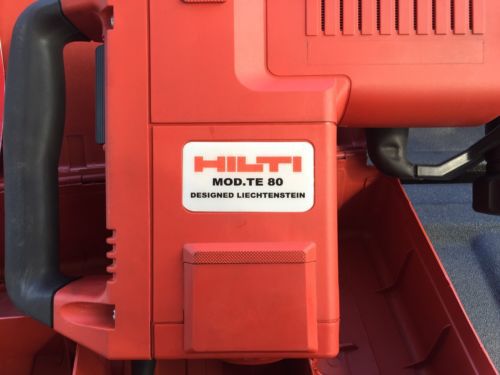 HILTI
MOD.TE 80
DESIGNED LIECHTENSTEIN